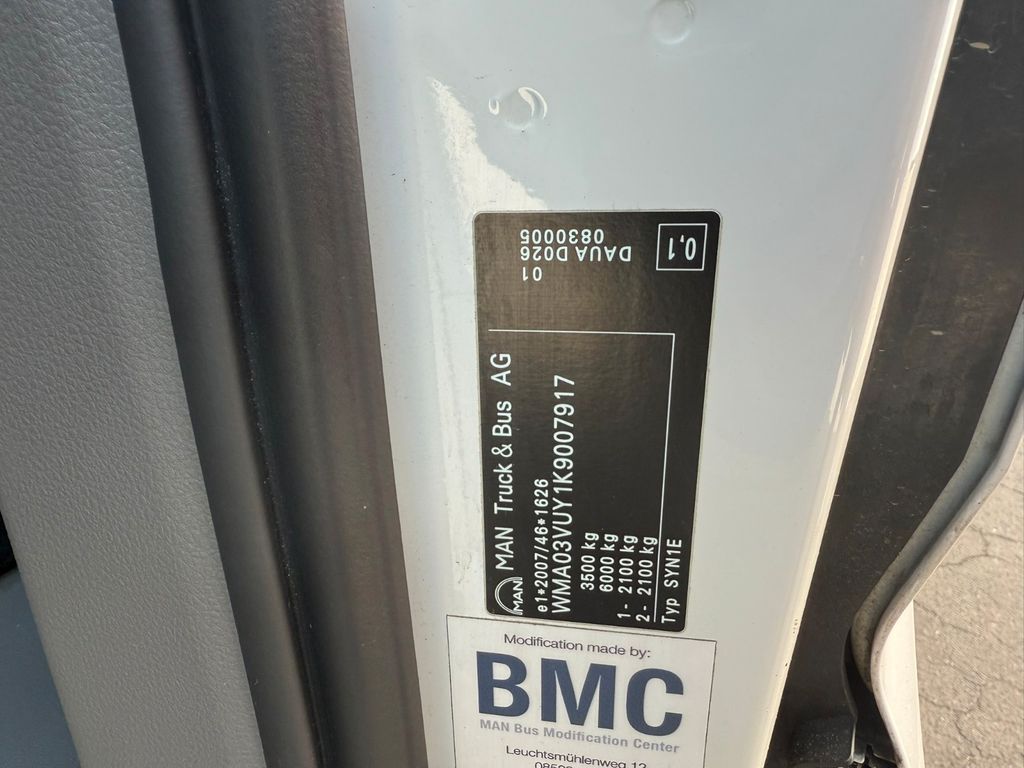 MAN MAN Truck & Bus AG
e1*2007/46*1626
WMA03VUY1K9007917
3500 kg
6000 kg
1- 2100 kg
2- 2100 kg
Typ SYN1E
01
DAUA D026
0830005
0,1
Modification made by:
BMC
MAN Bus Modification Center
Leuchtsmühlenweg 12